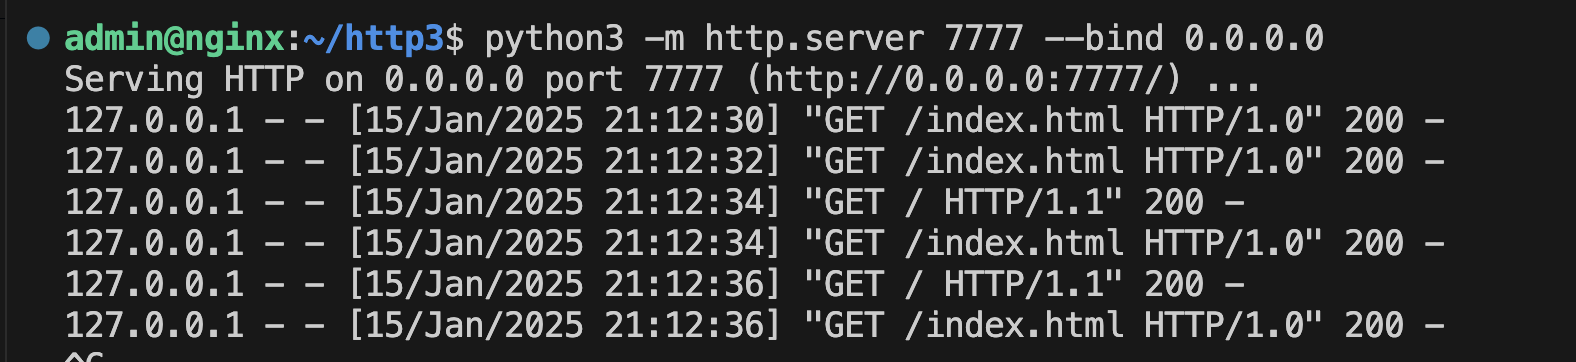 admin@nginx:~/http3$ python3 -m http.server 7777 --bind 0.0.0.0
Serving HTTP on 0.0.0.0 port 7777 (http://0.0.0.0:7777/) ...
127.0.0.1 - - [15/Jan/2025 21:12:30] "GET /index.html HTTP/1.0" 200 -
127.0.0.1 - - [15/Jan/2025 21:12:32] "GET /index.html HTTP/1.0" 200 -
127.0.0.1 - - [15/Jan/2025 21:12:34] "GET / HTTP/1.1" 200 -
127.0.0.1 - - [15/Jan/2025 21:12:34] "GET /index.html HTTP/1.0" 200 -
127.0.0.1 - - [15/Jan/2025 21:12:36] "GET / HTTP/1.1" 200 -
127.0.0.1 - - [15/Jan/2025 21:12:36] "GET /index.html HTTP/1.0" 200 -
^C